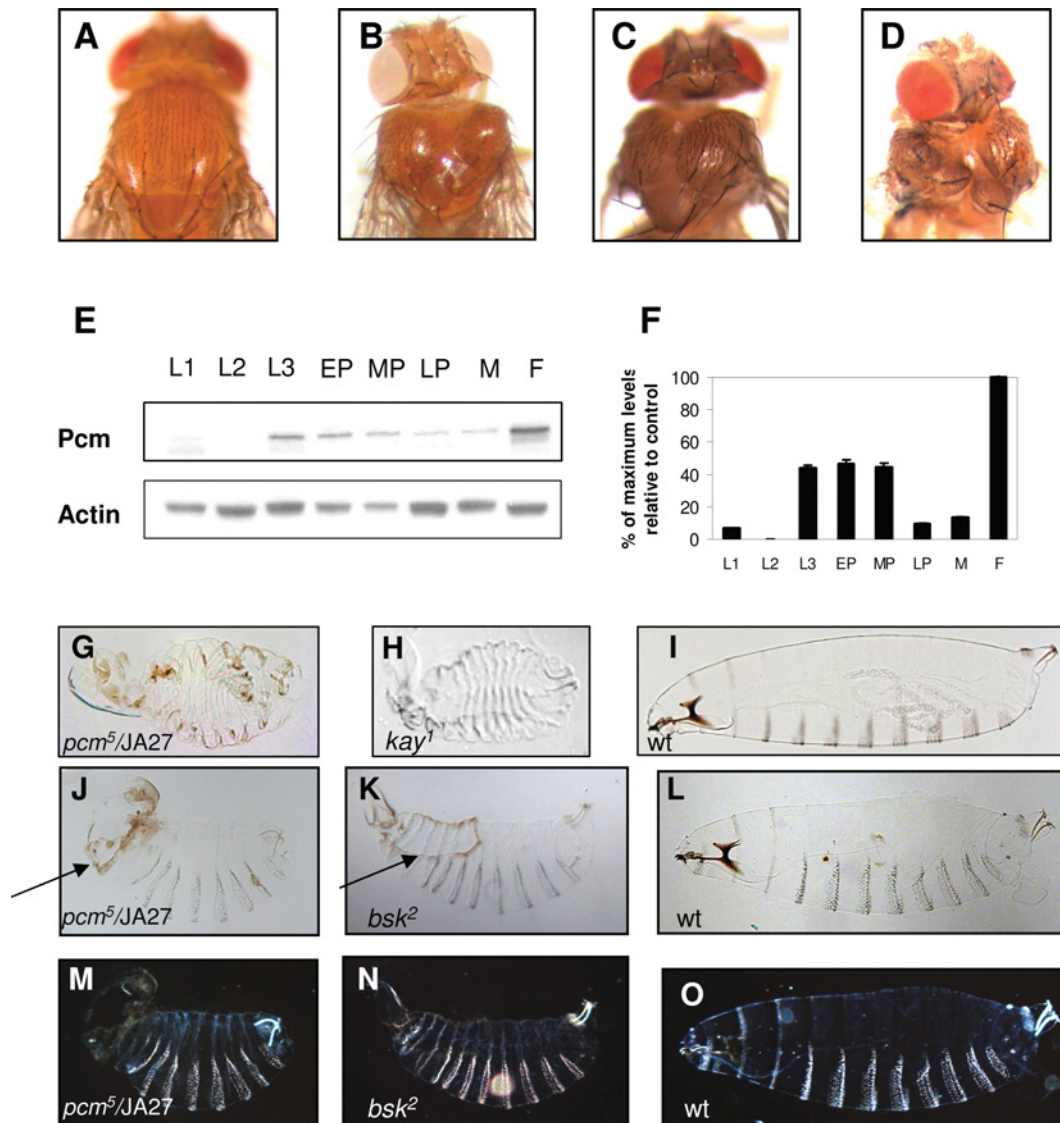 A B C D
E F
L1 L2 L3 EP MP LP M F
Pcm
Actin
% of maximum levels
relative to control
100
80
60
40
20
0
L1 L2 L3 EP MP LP M F
G H I
pcm⁵/JA27 kay¹ wt
J K L
pcm⁵/JA27 bsk² wt
M N O
pcm⁵/JA27 bsk² wt